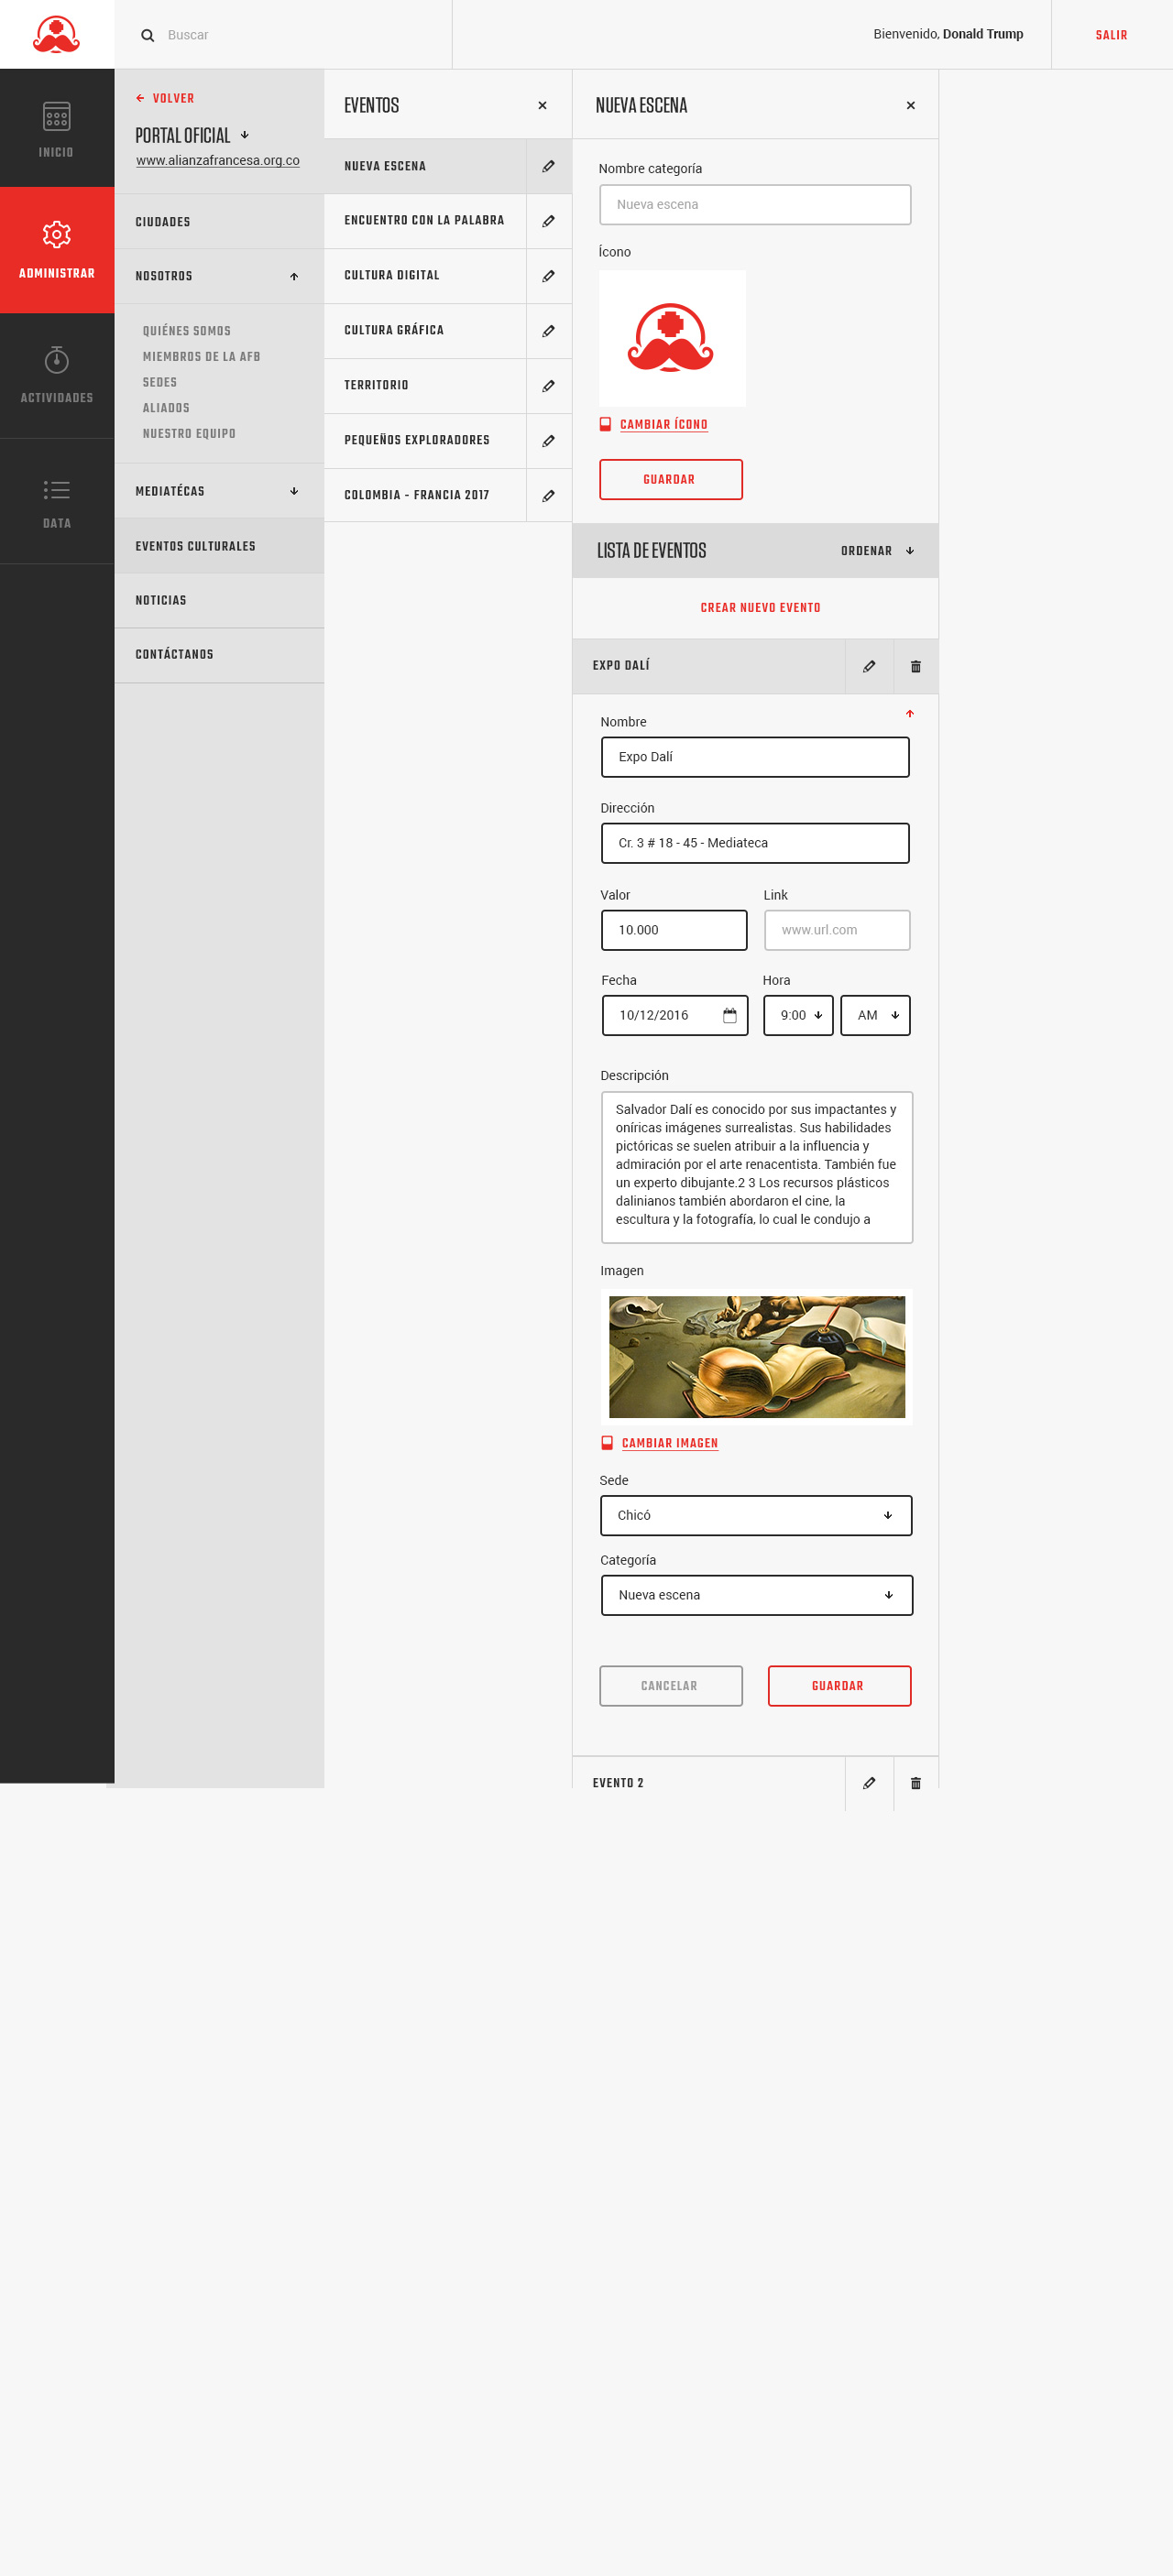 Buscar
Bienvenido, Donald Trump
SALIR
INICIO
ADMINISTRAR
ACTIVIDADES
DATA
VOLVER
PORTAL OFICIAL
www.alianzafrancesa.org.co
CIUDADES
NOSOTROS
QUIÉNES SOMOS
MIEMBROS DE LA AFB
SEDES
ALIADOS
NUESTRO EQUIPO
MEDIATÉCAS
EVENTOS CULTURALES
NOTICIAS
CONTÁCTANOS
EVENTOS
NUEVA ESCENA
ENCUENTRO CON LA PALABRA
CULTURA DIGITAL
CULTURA GRÁFICA
TERRITORIO
PEQUEÑOS EXPLORADORES
COLOMBIA - FRANCIA 2017
NUEVA ESCENA
Nombre categoría
Nueva escena
Ícono
CAMBIAR ÍCONO
GUARDAR
LISTA DE EVENTOS
ORDENAR
CREAR NUEVO EVENTO
EXPO DALÍ
Nombre
Expo Dalí
Dirección
Cr. 3 # 18 - 45 - Mediateca
Valor Link
10.000 www.url.com
Fecha Hora
10/12/2016 9:00 AM
Descripción
Salvador Dalí es conocido por sus impactantes y
oníricas imágenes surrealistas. Sus habilidades
pictóricas se suelen atribuir a la influencia y
admiración por el arte renacentista. También fue
un experto dibujante.2 3 Los recursos plásticos
dalinianos también abordaron el cine, la
escultura y la fotografía, lo cual le condujo a
Imagen
CAMBIAR IMAGEN
Sede
Chicó
Categoría
Nueva escena
CANCELAR GUARDAR
EVENTO 2